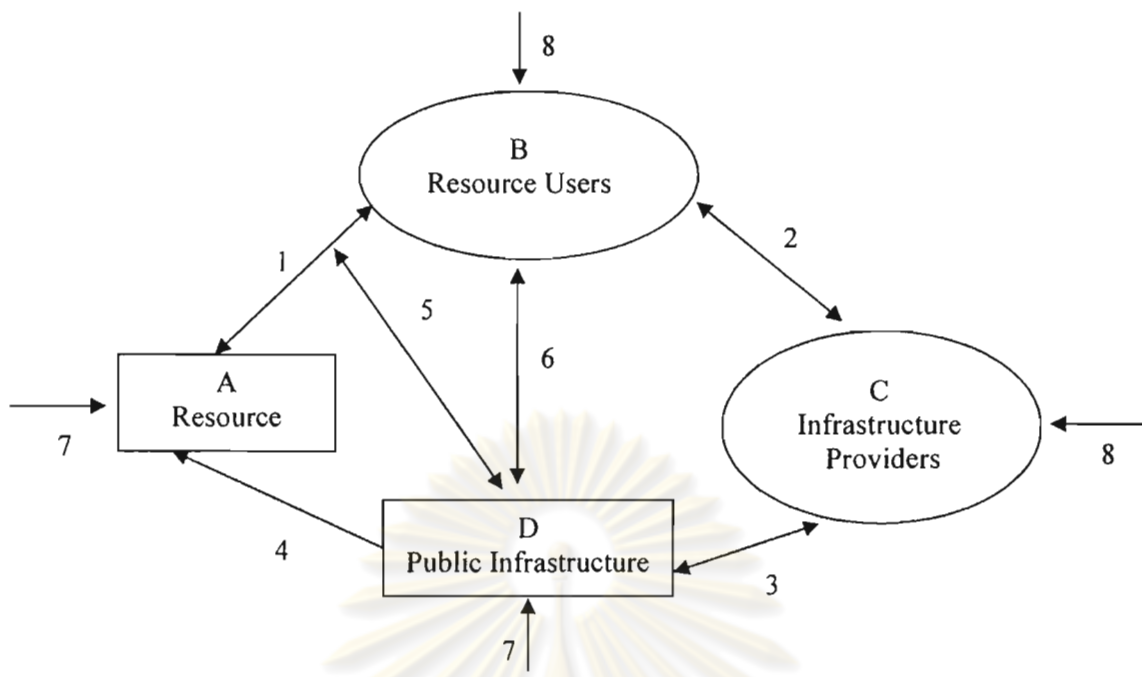 8
B
Resource Users
1
2
5
6
A
Resource
C
Infrastructure
Providers
7
8
D
Public Infrastructure
4
3
7